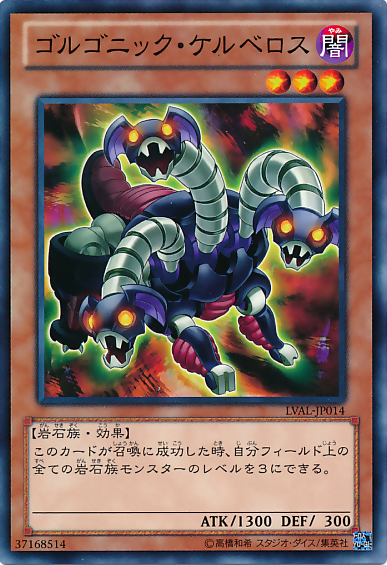 ゴルゴニック・ケルベロス
闇
やみ
LVAL-JP014
【岩石族・効果】
このカードが召喚に成功した時、自分フィールド上の
全ての岩石族モンスターのレベルを３にできる。
ATK/1300 DEF/ 300
37168514
©高橋和希 スタジオ・ダイス/集英社